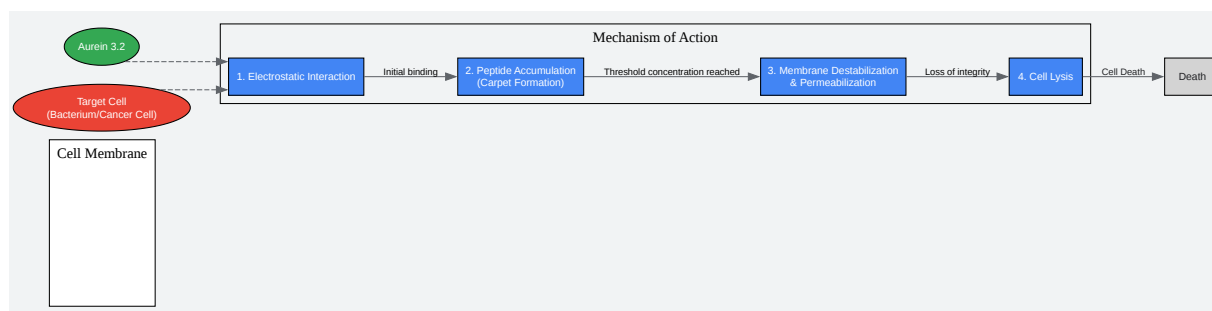 Mechanism of Action
Aurein 3.2
1. Electrostatic Interaction
Initial binding
2. Peptide Accumulation
(Carpet Formation)
Threshold concentration reached
3. Membrane Destabilization
& Permeabilization
Loss of integrity
4. Cell Lysis
Cell Death
Death
Target Cell
(Bacterium/Cancer Cell)
Cell Membrane